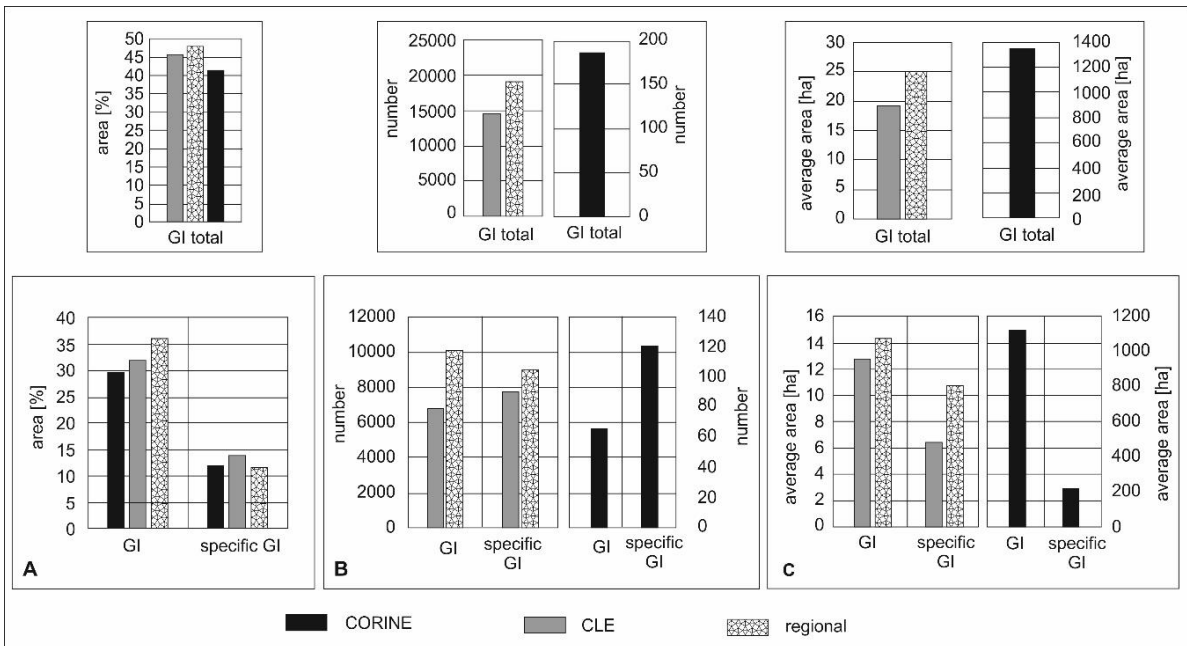 area [%]
50
45
40
35
30
25
20
15
10
5
0
GI total
number
25000
20000
15000
10000
5000
0
GI total
GI total
200
150
100
50
0
number
average area [ha]
30
25
20
15
10
5
0
GI total
GI total
1400
1200
1000
800
600
400
200
0
average area [ha]
area [%]
40
35
30
25
20
15
10
5
0
GI
specific GI
A
number
12000
10000
8000
6000
4000
2000
0
GI
specific
GI
GI
specific
GI
140
120
100
80
60
40
20
0
number
B
average area [ha]
16
14
12
10
8
6
4
2
0
GI
specific
GI
GI
specific
GI
1200
1000
800
600
400
200
0
average area [ha]
C
CORINE
CLE
regional